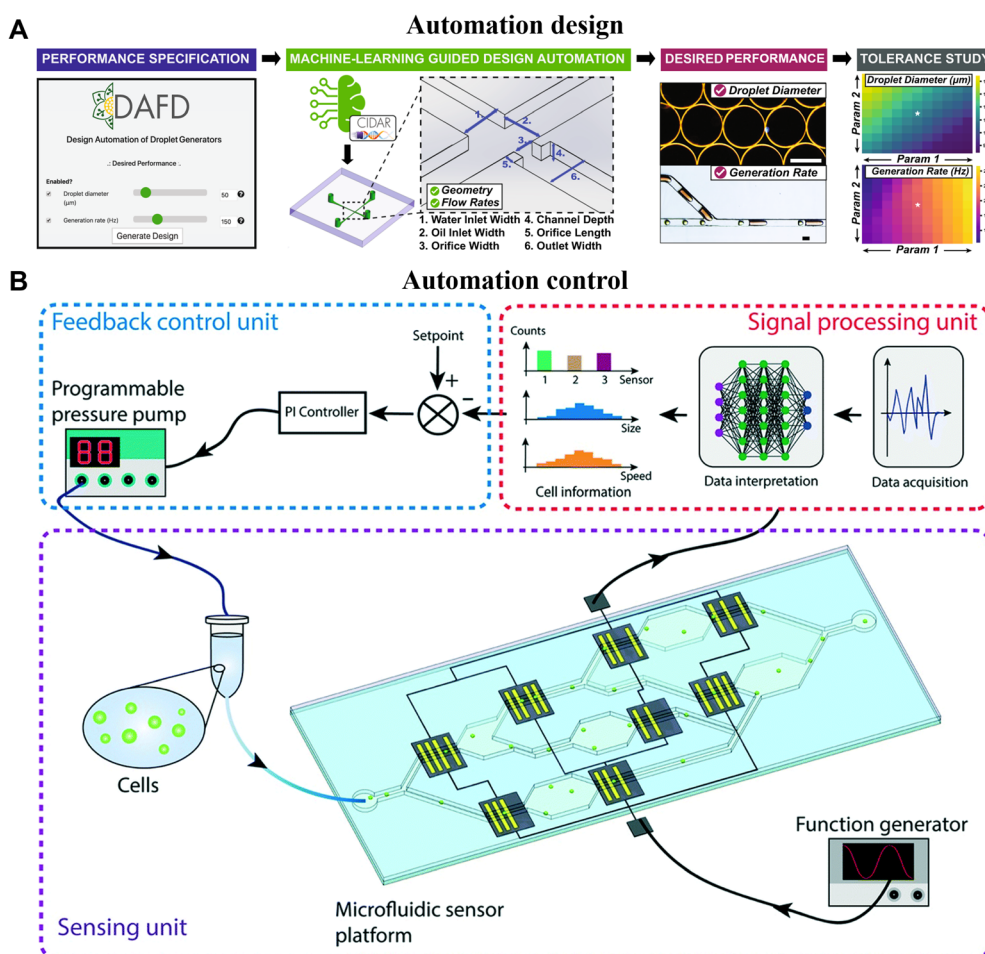 Automation design
A
PERFORMANCE SPECIFICATION
MACHINE-LEARNING GUIDED DESIGN AUTOMATION
DESIRED PERFORMANCE
TOLERANCE STUDY
DAFD
Design Automation of Droplet Generators
.: Desired Performance .
Enabled?
Droplet diameter
(μm)
50
?
Generation rate (Hz)
150
?
Generate Design
CIDAR
1.
2.
3.
4.
5.
6.
Geometry
Flow Rates
1. Water Inlet Width
2. Oil Inlet Width
3. Orifice Width
4. Channel Depth
5. Orifice Length
6. Outlet Width
Droplet Diameter
Generation Rate
Droplet Diameter (μm)
Param 2
*
Param 1
Generation Rate (Hz)
Param 2
*
Param 1
Automation control
B
Feedback control unit
Programmable
pressure pump
88
PI Controller
Setpoint
+
-
Signal processing unit
Counts
1 2 3 Sensor
Size
Speed
Cell information
Data interpretation
Data acquisition
Cells
Sensing unit
Microfluidic sensor
platform
Function generator